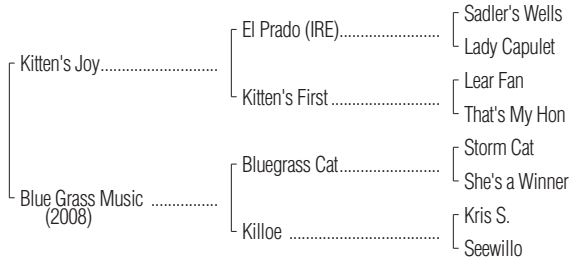 Sadler's Wells
El Prado (IRE)
Lady Capulet
Kitten's Joy
Lear Fan
Kitten's First
That's My Hon
Storm Cat
Bluegrass Cat
She's a Winner
Blue Grass Music
(2008)
Kris S.
Killoe
Seewillo